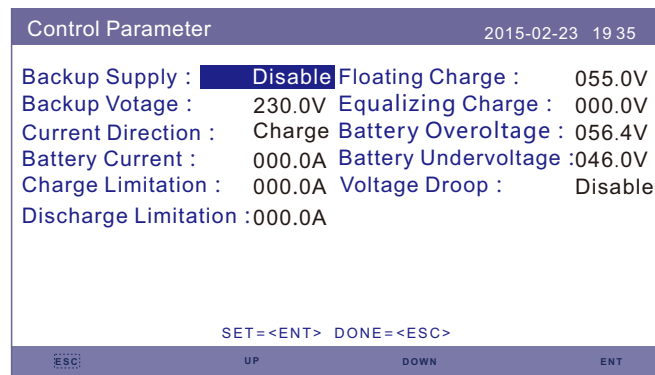 Control Parameter 2015-02-23 19 35
Backup Supply : Disable Floating Charge : 055.0V
Backup Votage : 230.0V Equalizing Charge : 000.0V
Current Direction : Charge Battery Overoltage : 056.4V
Battery Current : 000.0A Battery Undervoltage :046.0V
Charge Limitation : 000.0A Voltage Droop : Disable
Discharge Limitation :000.0A
SET=<ENT> DONE=<ESC>
ESC UP DOWN ENT